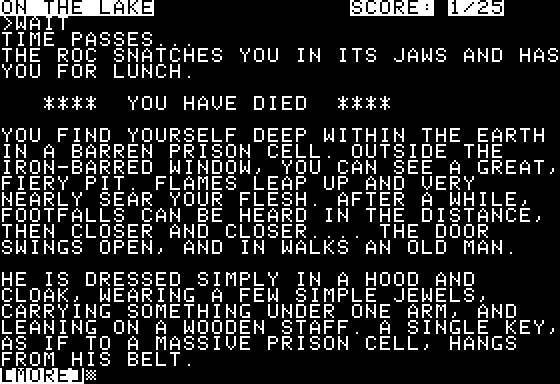 ON THE LAKE SCORE: 1/25
>WAIT
TIME PASSES...
THE ROC SNATCHES YOU IN ITS JAWS AND HAS
YOU FOR LUNCH.
**** YOU HAVE DIED ****
YOU FIND YOURSELF DEEP WITHIN THE EARTH
IN A BARREN PRISON CELL. OUTSIDE THE
IRON-BARRED WINDOW, YOU CAN SEE A GREAT,
FIERY PIT. FLAMES LEAP UP AND VERY
NEARLY SEAR YOUR FLESH. AFTER A WHILE,
FOOTFALLS CAN BE HEARD IN THE DISTANCE,
THEN CLOSER AND CLOSER.... THE DOOR
SWINGS OPEN, AND IN WALKS AN OLD MAN.
HE IS DRESSED SIMPLY IN A HOOD AND
CLOAK, WEARING A FEW SIMPLE JEWELS,
CARRYING SOMETHING UNDER ONE ARM, AND
LEANING ON A WOODEN STAFF. A SINGLE KEY,
AS IF TO A MASSIVE PRISON CELL, HANGS
FROM HIS BELT.
[MORE]